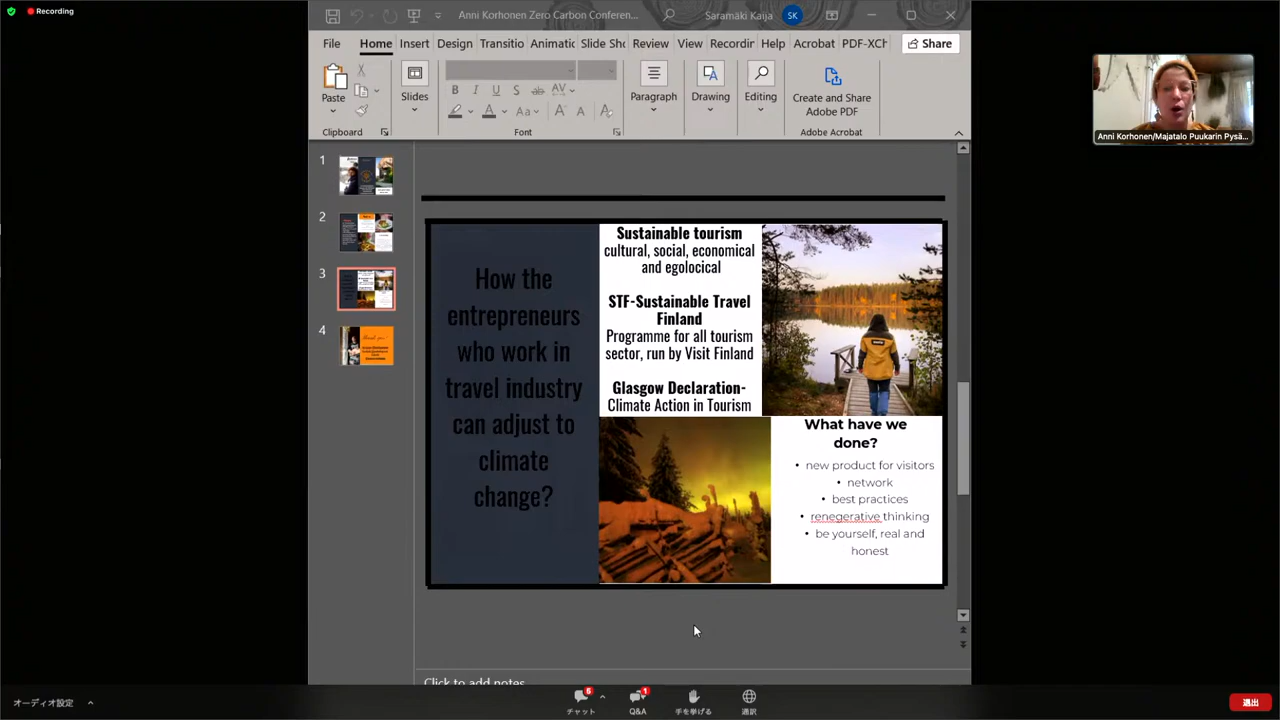 Recording
Anni Korhonen Zero Carbon Conferen...
Saramäki Kaija
SK
File
Home
Insert
Design
Transitio
Animatic
Slide Sho
Review
View
Recordir
Help
Acrobat
PDF-XCh
Share
Paste
Slides
Paragraph
Drawing
Editing
Create and Share
Adobe PDF
Clipboard
Font
Adobe Acrobat
Anni Korhonen/Majatalo Puukarin Pysä...
1
2
3
4
How the
entrepreneurs
who work in
travel industry
can adjust to
climate
change?
Sustainable tourism
cultural, social, economical
and egolocical
STF-Sustainable Travel
Finland
Programme for all tourism
sector, run by Visit Finland
Glasgow Declaration-
Climate Action in Tourism
What have we
done?
• new product for visitors
• network
• best practices
• renegerative thinking
• be yourself, real and
honest
Click to add notes
オーディオ設定
チャット
Q&A
手を挙げる
通訳
退出